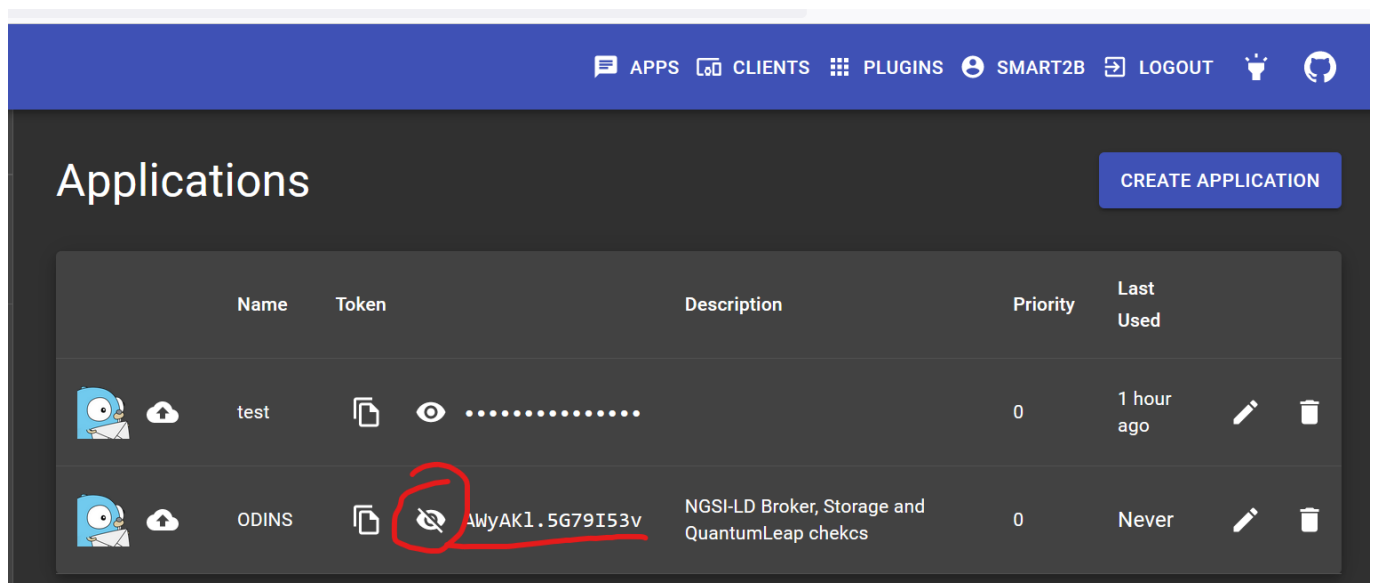 APPS CLIENTS PLUGINS SMART2B LOGOUT
Applications
CREATE APPLICATION
Name Token Description Priority Last Used
test ••••••••••••••• 0 1 hour ago
ODINS AWyAKl.5G79I53v NGSI-LD Broker, Storage and QuantumLeap chekcs 0 Never